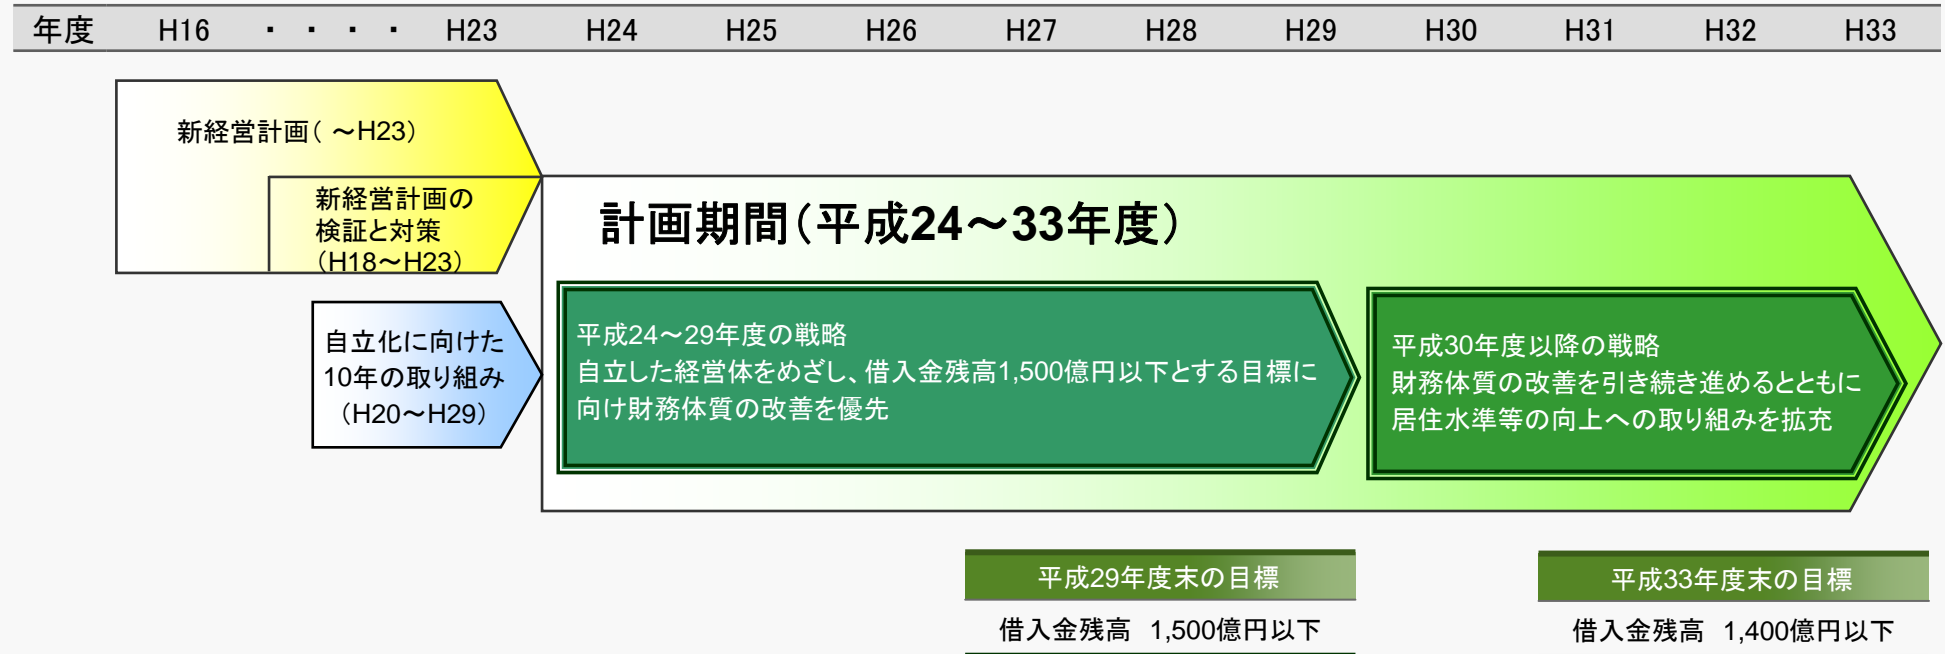 年度 H16 ・ ・ ・ ・ H23 H24 H25 H26 H27 H28 H29 H30 H31 H32 H33
新経営計画（ ～H23）
新経営計画の
検証と対策
（H18～H23）
計画期間（平成24～33年度）
自立化に向けた
10年の取り組み
（H20～H29）
平成24～29年度の戦略
自立した経営体をめざし、借入金残高1,500億円以下とする目標に
向け財務体質の改善を優先
平成30年度以降の戦略
財務体質の改善を引き続き進めるとともに
居住水準等の向上への取り組みを拡充
平成29年度末の目標
借入金残高 1,500億円以下
平成33年度末の目標
借入金残高 1,400億円以下